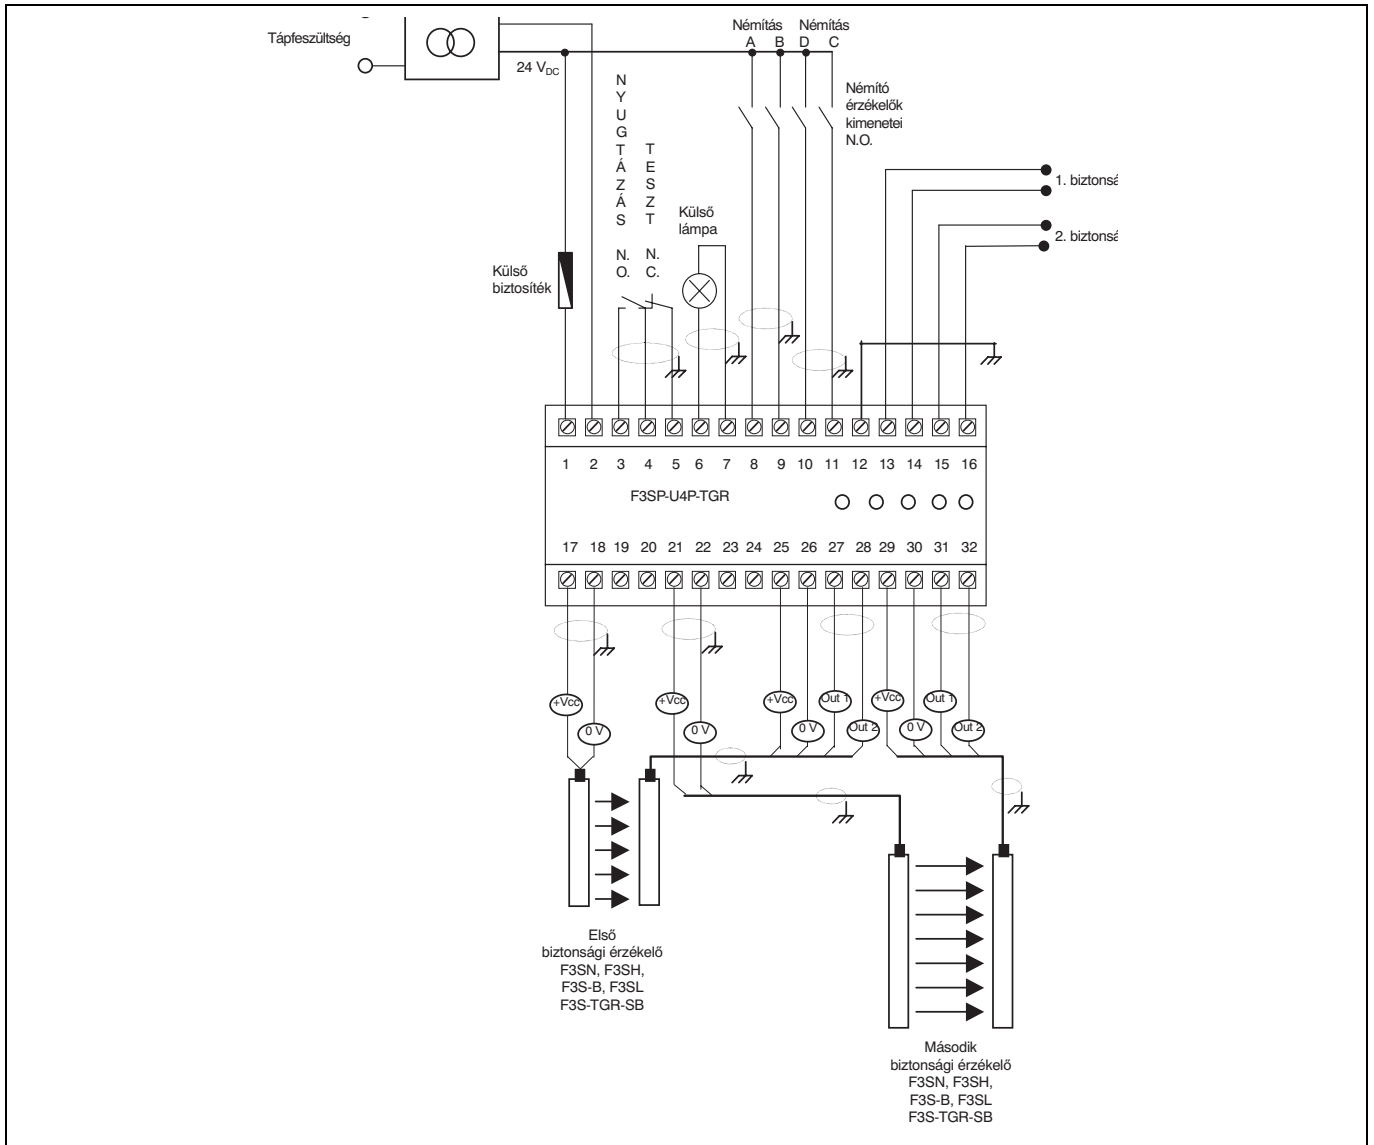 Tápfeszültség
24 VDC
Némítás Némítás
A B D C
Némító
érzékelők
kimenetei
N.O.
NYUGTÁZÁS N.O.
TESZT N.C.
Külső
lámpa
Külső
biztosíték
1. biztonsá
2. biztonsá
1 2 3 4 5 6 7 8 9 10 11 12 13 14 15 16
F3SP-U4P-TGR
17 18 19 20 21 22 23 24 25 26 27 28 29 30 31 32
+Vcc +Vcc +Vcc Out 1 +Vcc Out 1
0 V 0 V 0 V Out 2 0 V Out 2
Első
biztonsági érzékelő
F3SN, F3SH,
F3S-B, F3SL
F3S-TGR-SB
Második
biztonsági érzékelő
F3SN, F3SH,
F3S-B, F3SL
F3S-TGR-SB